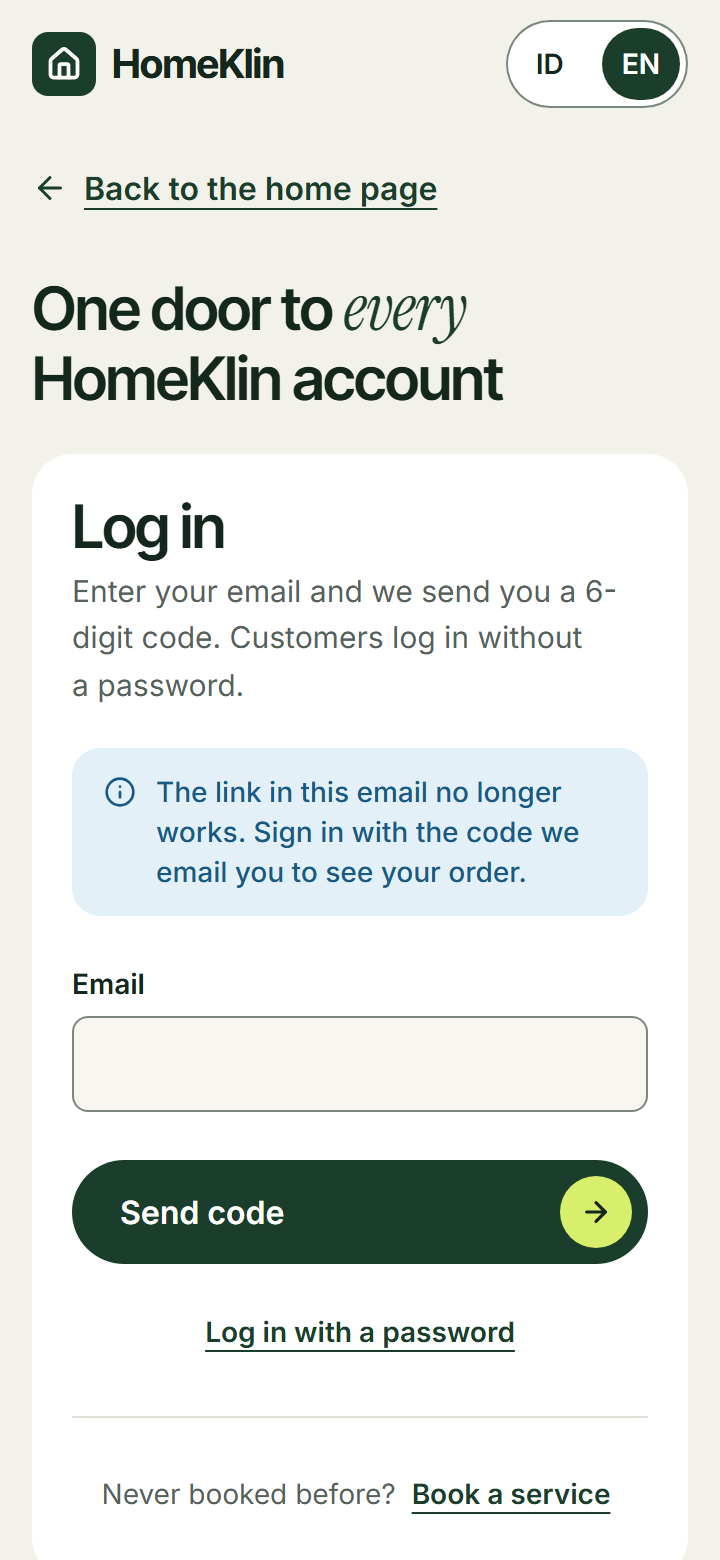 HomeKlin
ID
EN
Back to the home page
One door to every
HomeKlin account
Log in
Enter your email and we send you a 6-
digit code. Customers log in without
a password.
The link in this email no longer
works. Sign in with the code we
email you to see your order.
Email
Send code
Log in with a password
Never booked before? Book a service